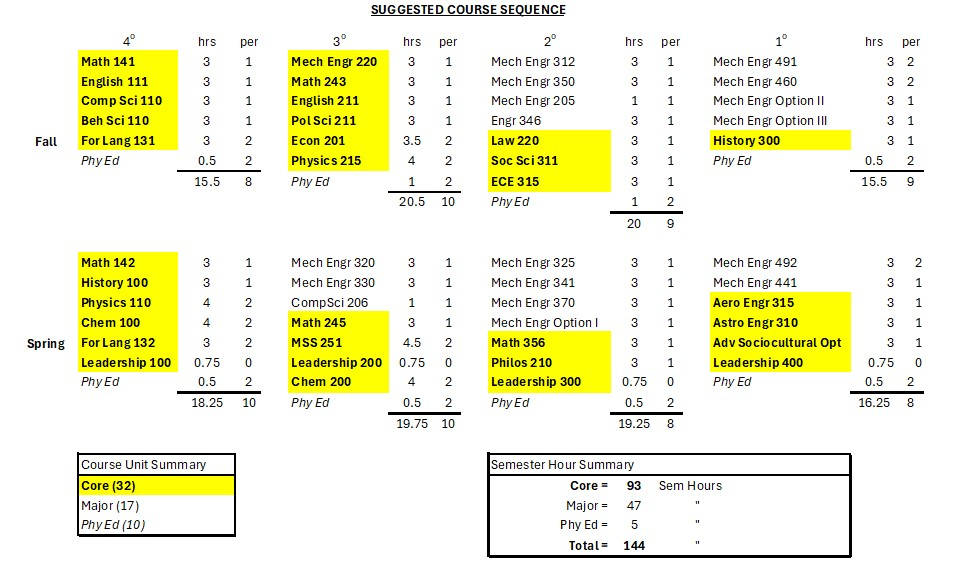 SUGGESTED COURSE SEQUENCE
4° hrs per 3° hrs per 2° hrs per 1° hrs per
Math 141 3 1 Mech Engr 220 3 1 Mech Engr 312 3 1 Mech Engr 491 3 2
English 111 3 1 Math 243 3 1 Mech Engr 350 3 1 Mech Engr 460 3 2
Comp Sci 110 3 1 English 211 3 1 Mech Engr 205 1 1 Mech Engr Option II 3 1
Beh Sci 110 3 1 Pol Sci 211 3 1 Engr 346 3 1 Mech Engr Option III 3 1
Fall For Lang 131 3 2 Econ 201 3.5 2 Law 220 3 1 History 300 3 1
Phy Ed 0.5 2 Physics 215 4 2 Soc Sci 311 3 1 Phy Ed 0.5 2
15.5 8 Phy Ed 1 2 ECE 315 3 1 15.5 9
20.5 10 Phy Ed 1 2
20 9
Math 142 3 1 Mech Engr 320 3 1 Mech Engr 325 3 1 Mech Engr 492 3 2
History 100 3 1 Mech Engr 330 3 1 Mech Engr 341 3 1 Mech Engr 441 3 1
Physics 110 4 2 CompSci 206 1 1 Mech Engr 370 3 1 Aero Engr 315 3 1
Chem 100 4 2 Math 245 3 1 Mech Engr Option I 3 1 Astro Engr 310 3 1
Spring For Lang 132 3 2 MSS 251 4.5 2 Math 356 3 1 Adv Sociocultural Opt 3 1
Leadership 100 0.75 0 Leadership 200 0.75 0 Philos 210 3 1 Leadership 400 0.75 0
Phy Ed 0.5 2 Chem 200 4 2 Leadership 300 0.75 0 Phy Ed 0.5 2
18.25 10 Phy Ed 0.5 2 Phy Ed 0.5 2 16.25 8
19.75 10 19.25 8
Course Unit Summary
Core (32)
Major (17)
Phy Ed (10)
Semester Hour Summary
Core = 93 Sem Hours
Major = 47 "
Phy Ed = 5 "
Total = 144 "